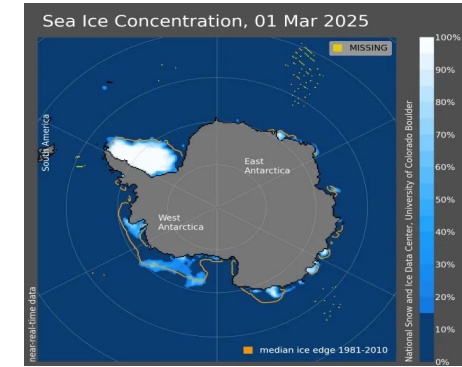 Sea Ice Concentration, 01 Mar 2025
MISSING
100%
90%
80%
70%
60%
50%
40%
30%
20%
10%
0%
South America
East
Antarctica
West
Antarctica
near-real-time data
median ice edge 1981-2010
National Snow and Ice Data Center, University of Colorado Boulder